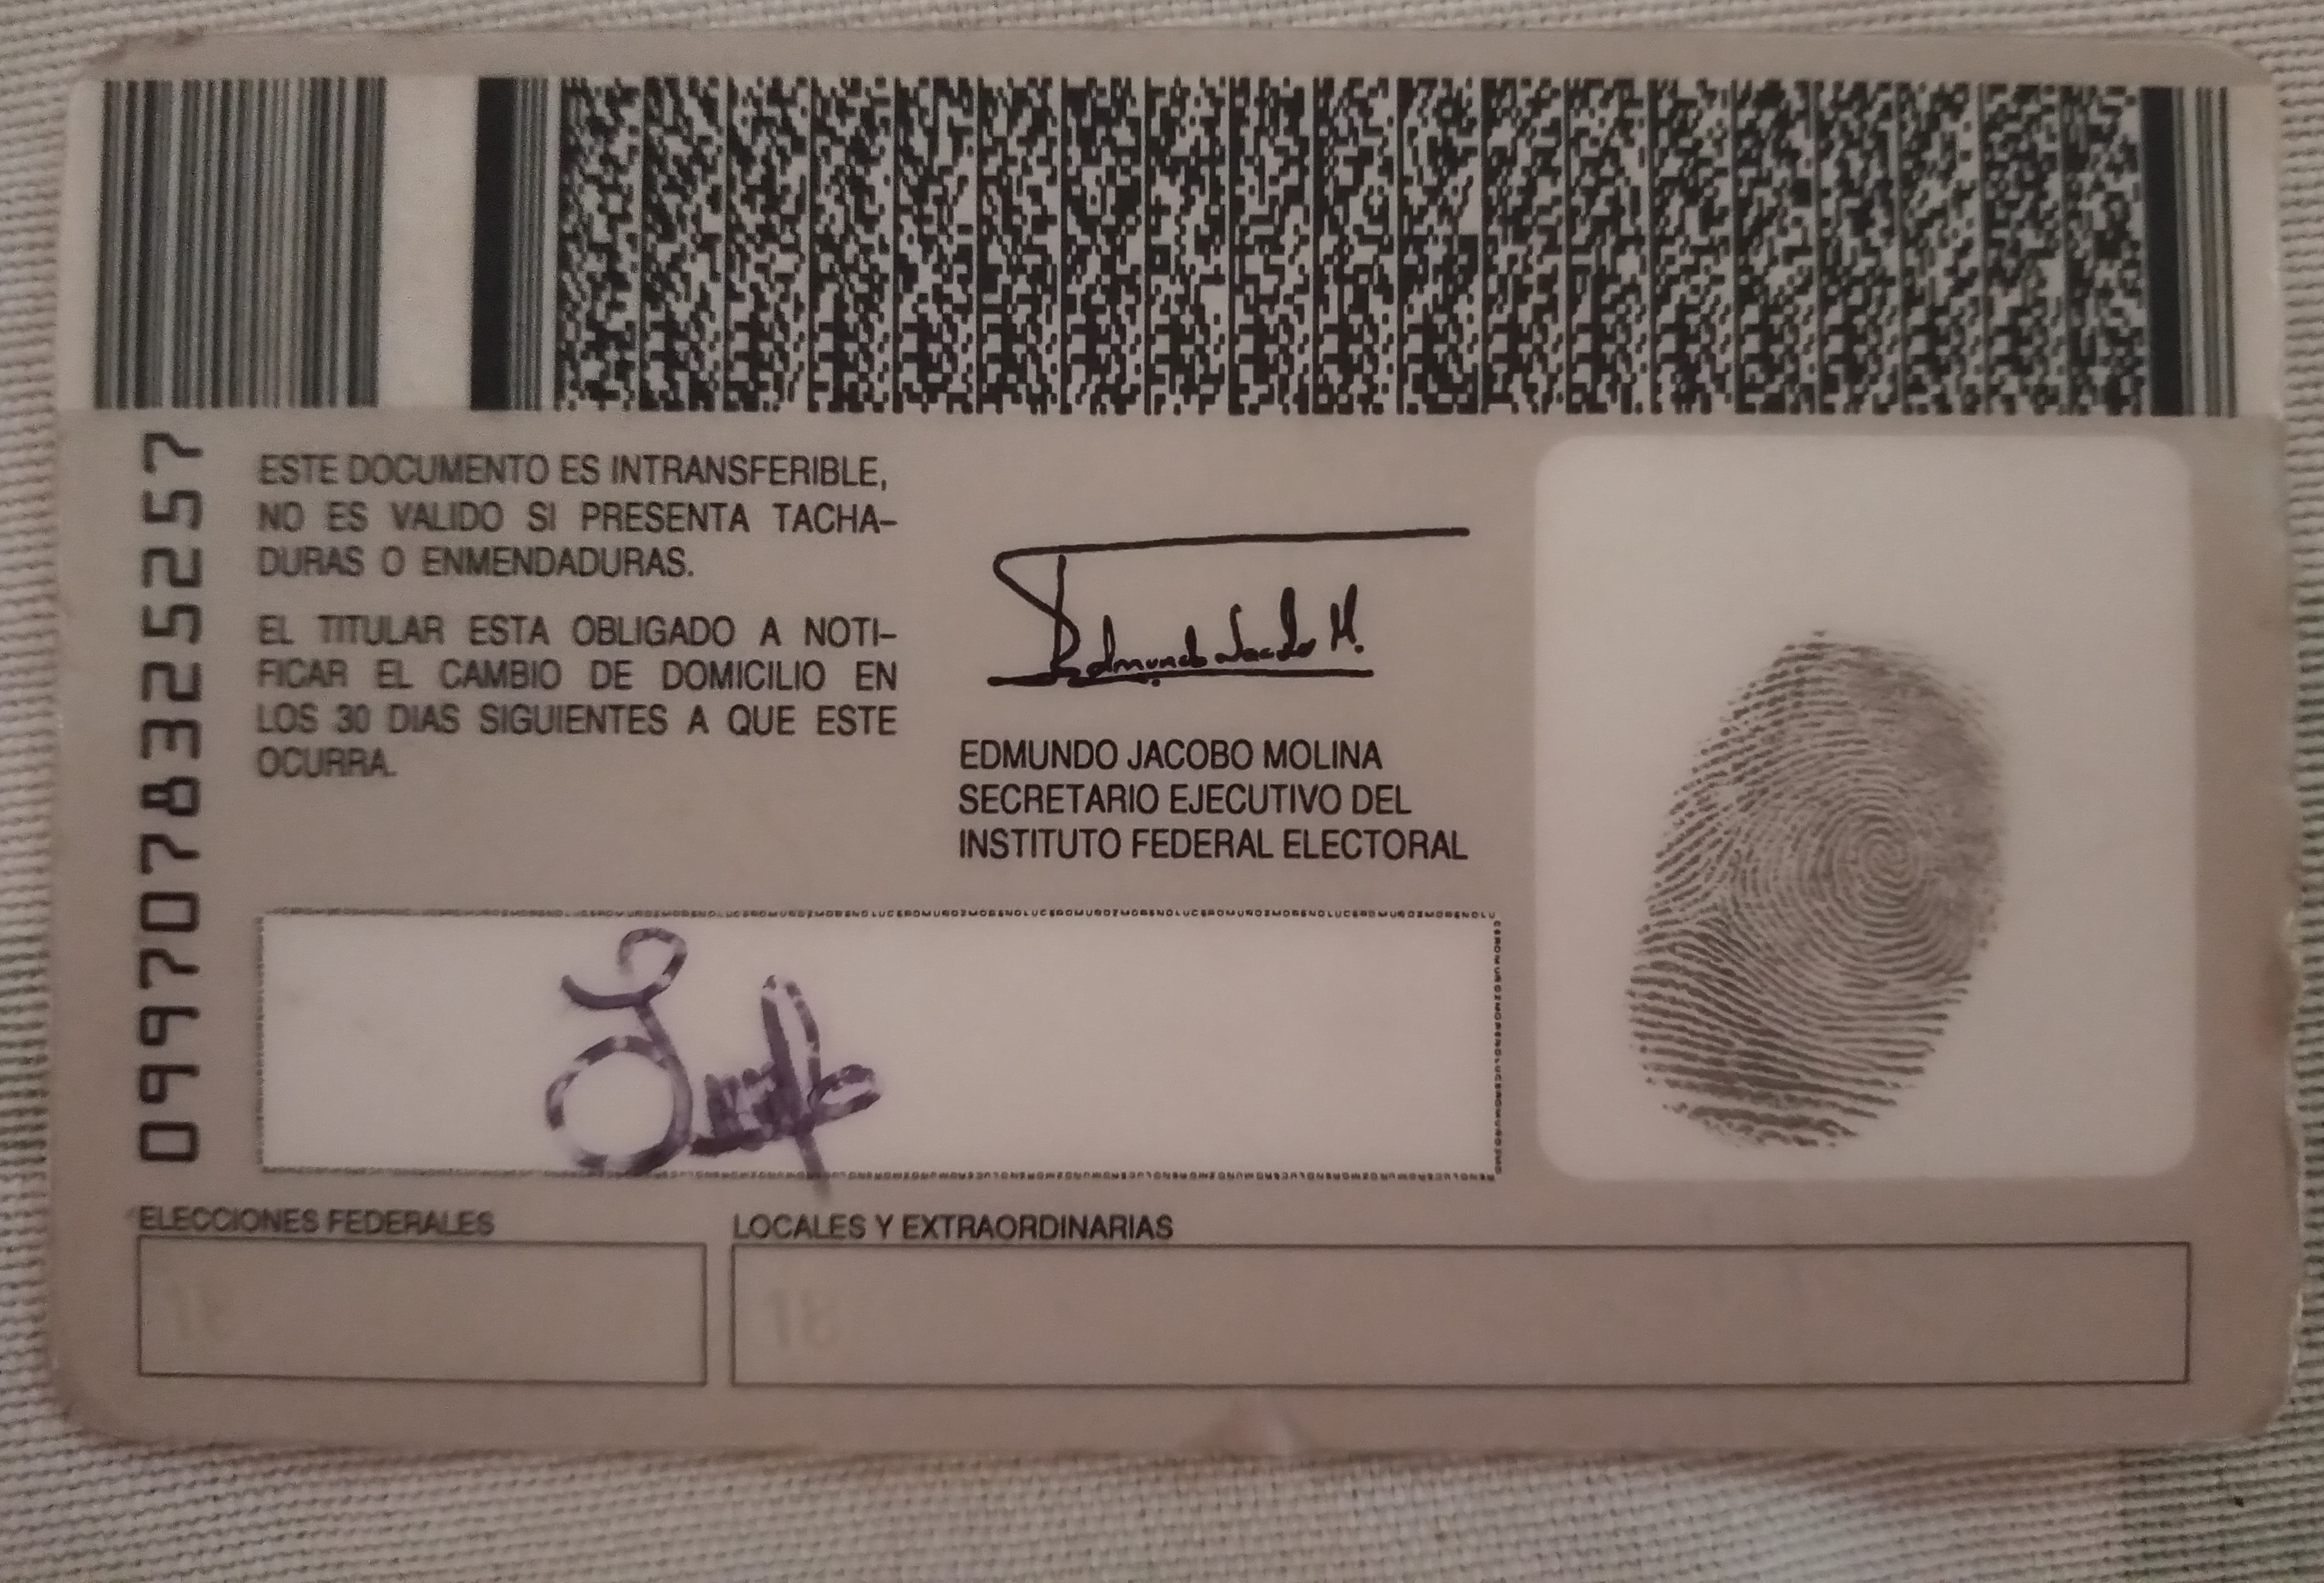 0997078325257
ESTE DOCUMENTO ES INTRANSFERIBLE,
NO ES VALIDO SI PRESENTA TACHA-
DURAS O ENMENDADURAS.
EL TITULAR ESTA OBLIGADO A NOTI-
FICAR EL CAMBIO DE DOMICILIO EN
LOS 30 DIAS SIGUIENTES A QUE ESTE
OCURRA.
Edmundo Jacobo M.
EDMUNDO JACOBO MOLINA
SECRETARIO EJECUTIVO DEL
INSTITUTO FEDERAL ELECTORAL
ELECCIONES FEDERALES
LOCALES Y EXTRAORDINARIAS